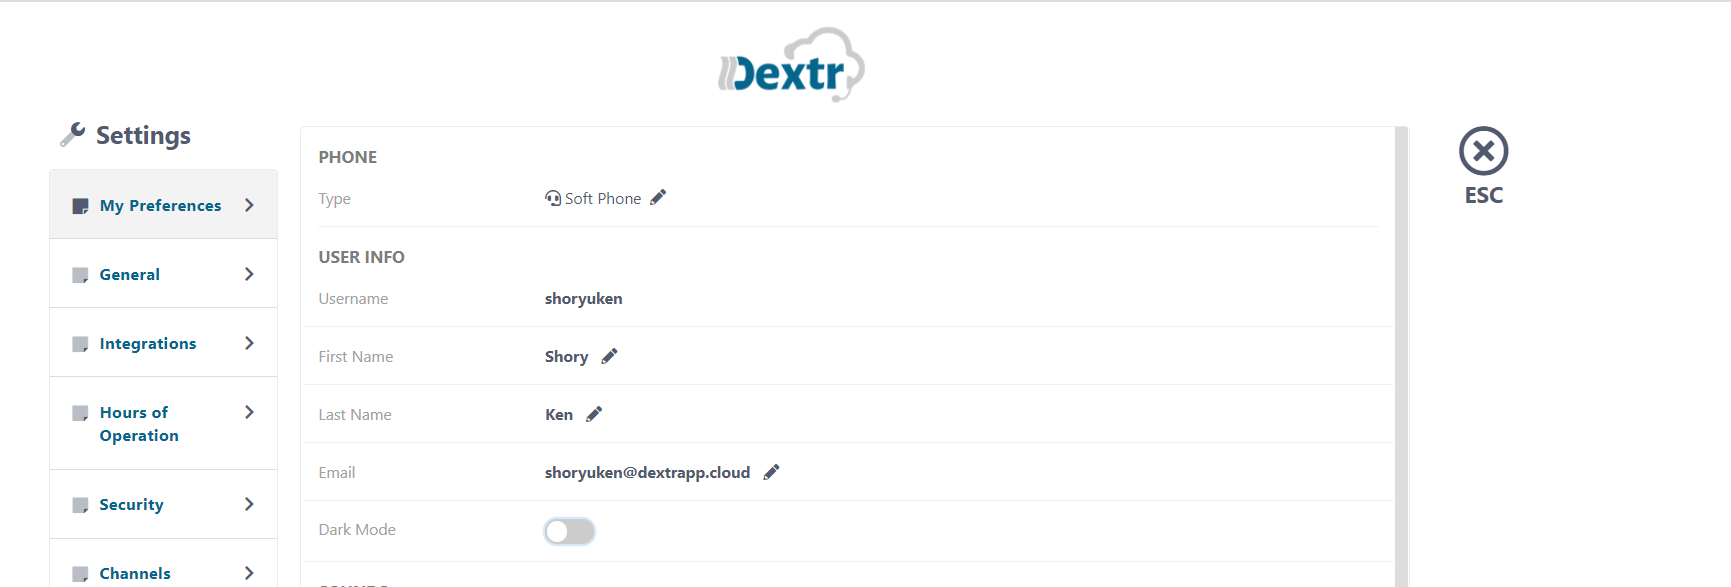 Dextr
Settings
My Preferences
General
Integrations
Hours of
Operation
Security
Channels
ESC
PHONE
Type Soft Phone
USER INFO
Username shoryuken
First Name Shory
Last Name Ken
Email shoryuken@dextrapp.cloud
Dark Mode